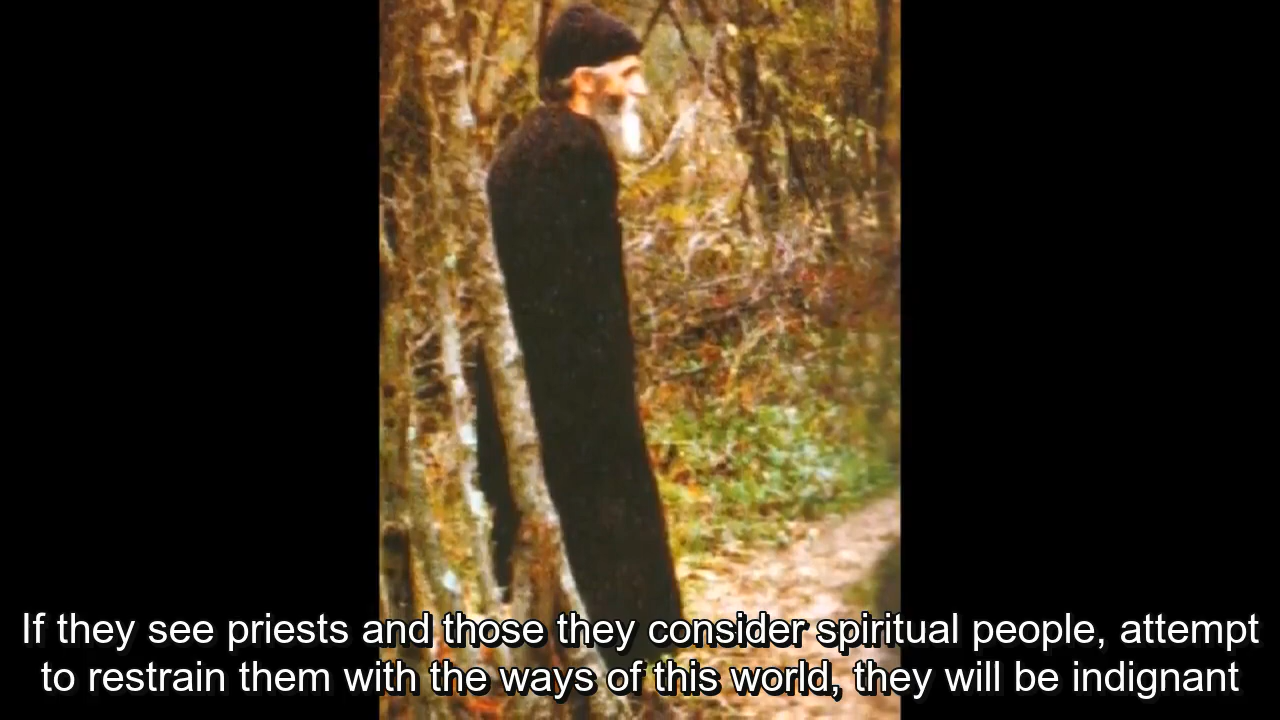 If they see priests and those they consider spiritual people, attempt
to restrain them with the ways of this world, they will be indignant